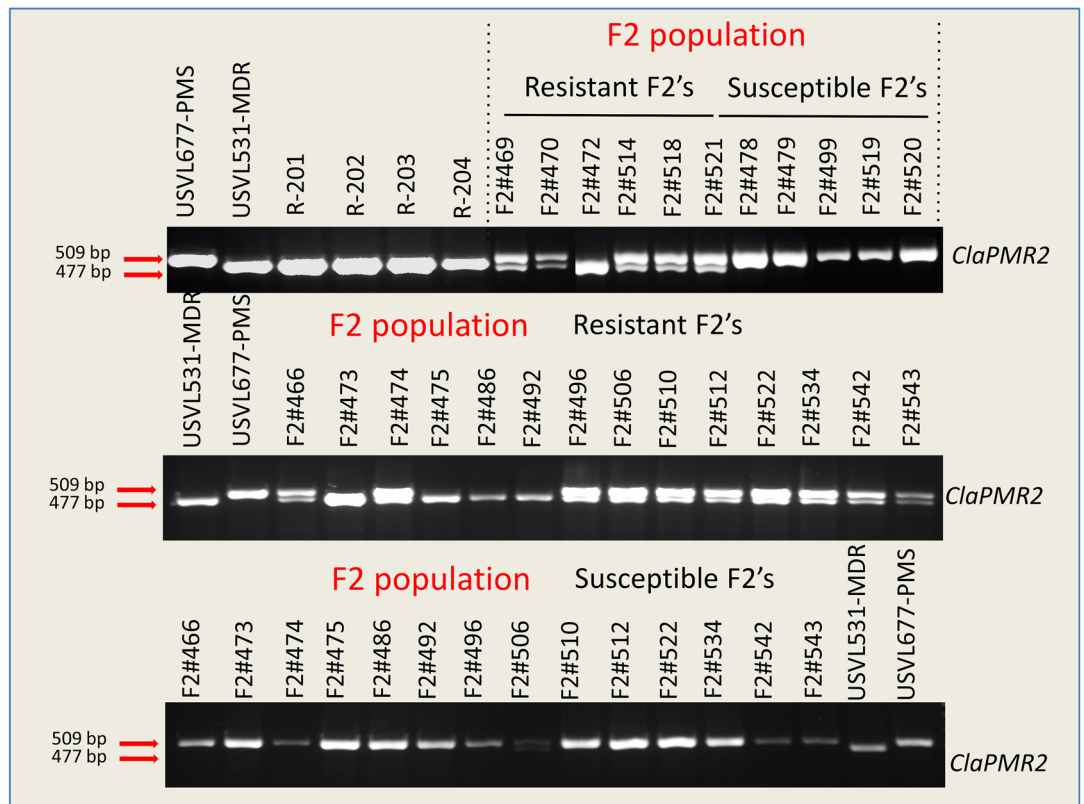 F2 population
Resistant F2's Susceptible F2's
USVL677-PMS
USVL531-MDR
R-201
R-202
R-203
R-204
F2#469
F2#470
F2#472
F2#514
F2#518
F2#521
F2#478
F2#479
F2#499
F2#519
F2#520
509 bp
477 bp
ClaPMR2
F2 population Resistant F2's
USVL531-MDR
USVL677-PMS
F2#466
F2#473
F2#474
F2#475
F2#486
F2#492
F2#496
F2#506
F2#510
F2#512
F2#522
F2#534
F2#542
F2#543
509 bp
477 bp
ClaPMR2
F2 population Susceptible F2's
F2#466
F2#473
F2#474
F2#475
F2#486
F2#492
F2#496
F2#506
F2#510
F2#512
F2#522
F2#534
F2#542
F2#543
USVL531-MDR
USVL677-PMS
509 bp
477 bp
ClaPMR2